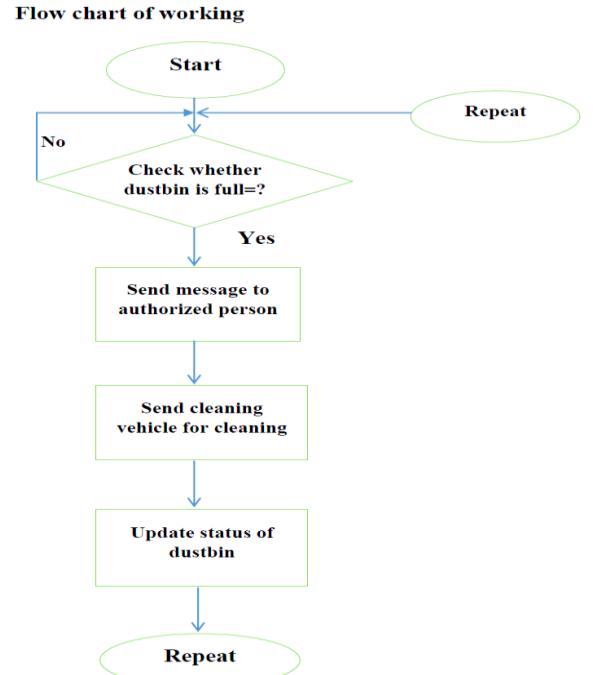 Flow chart of working
Start
Repeat
No
Check whether
dustbin is full=?
Yes
Send message to
authorized person
Send cleaning
vehicle for cleaning
Update status of
dustbin
Repeat